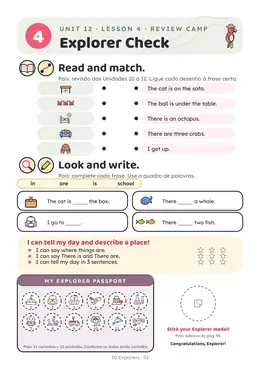 4
UNIT 12 · LESSON 4 · REVIEW CAMP
Explorer Check
Read and match.
Pais: revisão das Unidades 10 a 12. Ligue cada desenho à frase certa.
The cat is on the sofa.
The ball is under the table.
There is an octopus.
There are three crabs.
I get up.
Look and write.
Pais: complete cada frase. Use o quadro de palavras.
in are is school
The cat is _____ the box.
There _____ a whale.
I go to _____.
There _____ two fish.
I can tell my day and describe a place!
I can say where things are.
I can say There is and There are.
I can tell my day in 3 sentences.
MY EXPLORER PASSPORT
Stick your Explorer medal!
Congratulations, Explorer!